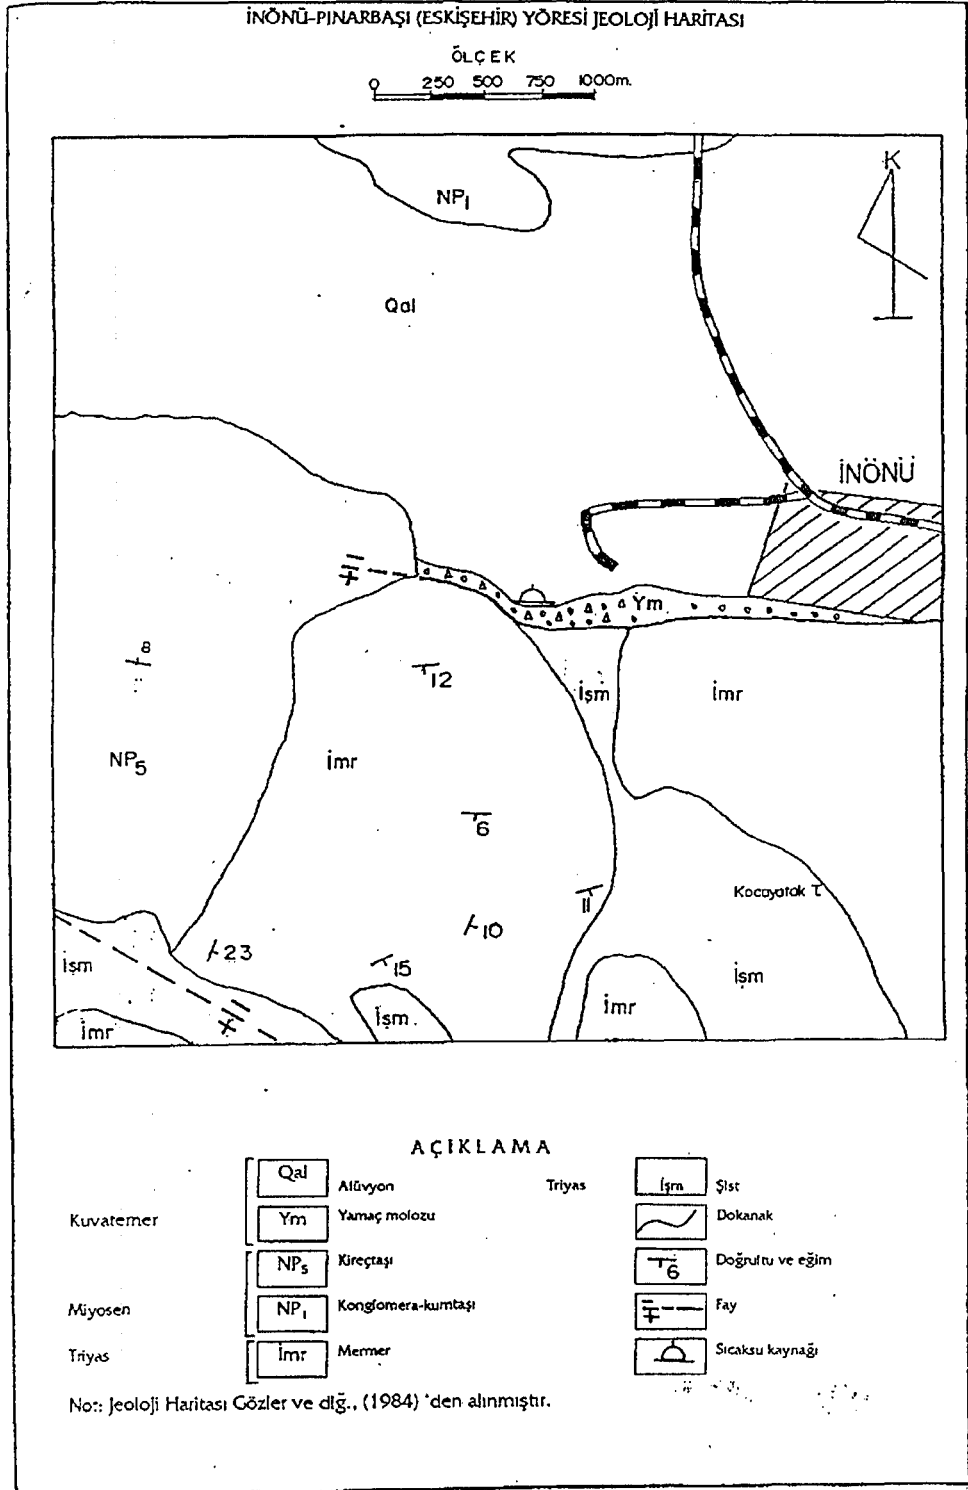 İNÖNÜ-PINARBAŞI (ESKİŞEHİR) YÖRESİ JEOLOJİ HARİTASI
ÖLÇEK
0 250 500 750 1000m.
K
NP1
Qal
İNÖNÜ
Ym
8
12
İşm
İmr
NP5
İmr
6
Kocayatak T
11
10
23
15
İşm
İşm
İmr
İşm
İmr
AÇIKLAMA
Qal Alüvyon
Triyas İşm Şist
Kuvaterner
Ym Yamaç molozu
Dokanak
NP5 Kireçtaşı
6 Doğrultu ve eğim
Miyosen NP1 Konglomera-kumtaşı
Fay
Triyas İmr Mermer
Sıcaksu kaynağı
Not: Jeoloji Haritası Gözler ve diğ., (1984) 'den alınmıştır.